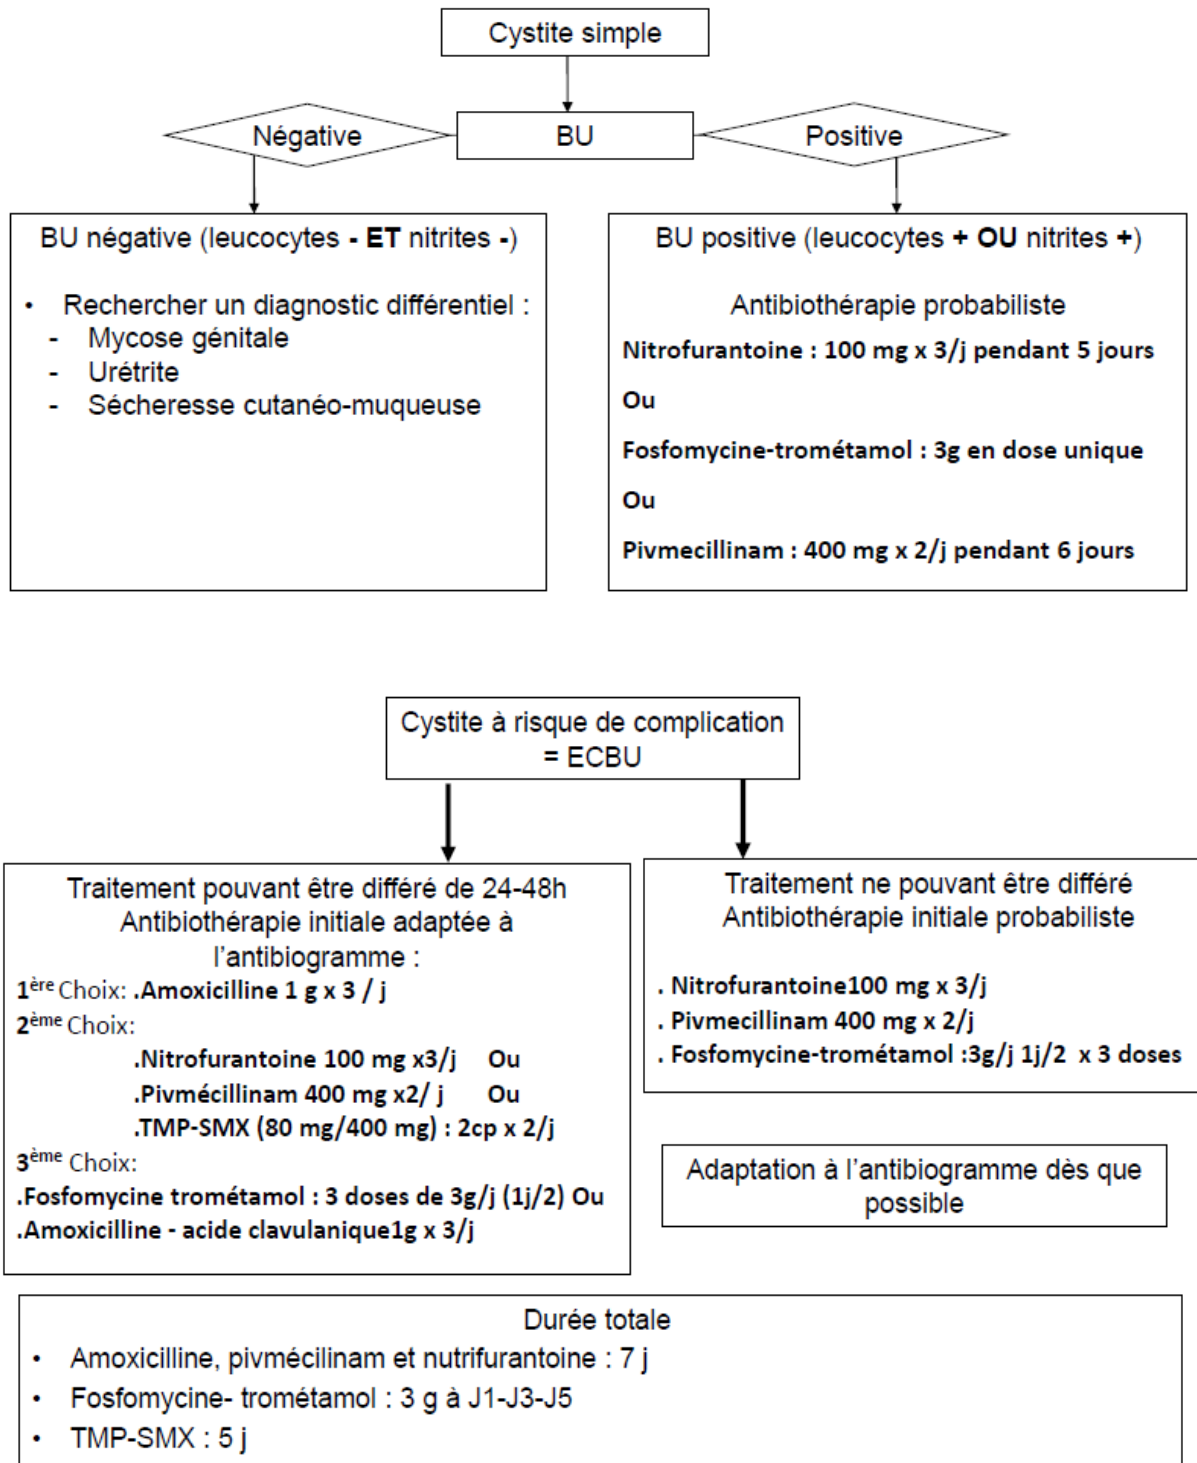 Cystite simple
Négative
BU
Positive
BU négative (leucocytes - ET nitrites -)
• Rechercher un diagnostic différentiel :
- Mycose génitale
- Urétrite
- Sécheresse cutanéo-muqueuse
BU positive (leucocytes + OU nitrites +)
Antibiothérapie probabiliste
Nitrofurantoine : 100 mg x 3/j pendant 5 jours
Ou
Fosfomycine-trométamol : 3g en dose unique
Ou
Pivmecillinam : 400 mg x 2/j pendant 6 jours
Cystite à risque de complication
= ECBU
Traitement pouvant être différé de 24-48h
Antibiothérapie initiale adaptée à
l'antibiogramme :
1ère Choix: .Amoxicilline 1 g x 3 / j
2ème Choix:
.Nitrofurantoine 100 mg x3/j Ou
.Pivmécillinam 400 mg x2/ j Ou
.TMP-SMX (80 mg/400 mg) : 2cp x 2/j
3ème Choix:
.Fosfomycine trométamol : 3 doses de 3g/j (1j/2) Ou
.Amoxicilline - acide clavulanique1g x 3/j
Traitement ne pouvant être différé
Antibiothérapie initiale probabiliste
. Nitrofurantoine100 mg x 3/j
. Pivmecillinam 400 mg x 2/j
. Fosfomycine-trométamol :3g/j 1j/2 x 3 doses
Adaptation à l'antibiogramme dès que
possible
Durée totale
• Amoxicilline, pivmécilinam et nutrifurantoine : 7 j
• Fosfomycine- trométamol : 3 g à J1-J3-J5
• TMP-SMX : 5 j